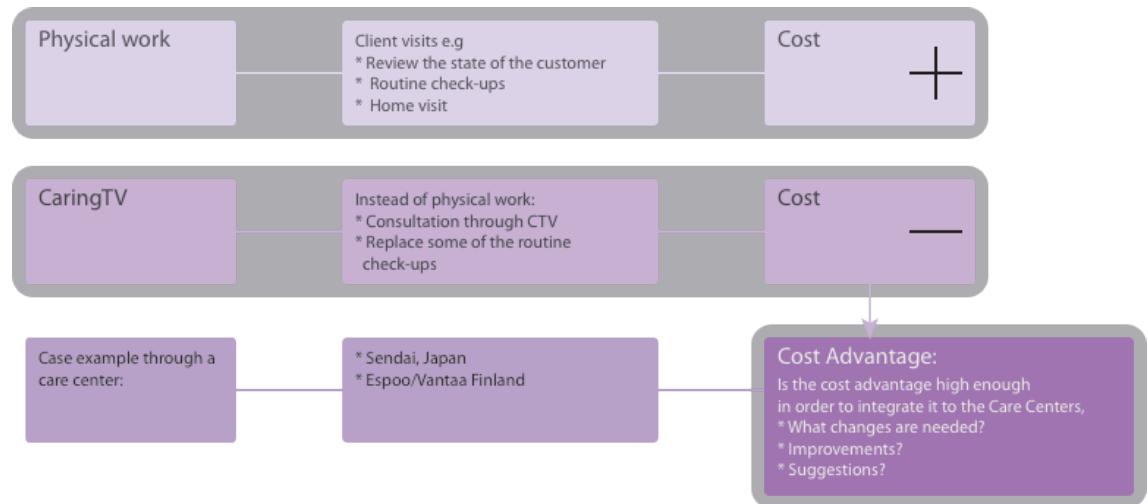 Physical work
Client visits e.g
* Review the state of the customer
* Routine check-ups
* Home visit
Cost
+
CaringTV
Instead of physical work:
* Consultation through CTV
* Replace some of the routine
check-ups
Cost
—
Case example through a
care center:
* Sendai, Japan
* Espoo/Vantaa Finland
Cost Advantage:
Is the cost advantage high enough
in order to integrate it to the Care Centers,
* What changes are needed?
* Improvements?
* Suggestions?